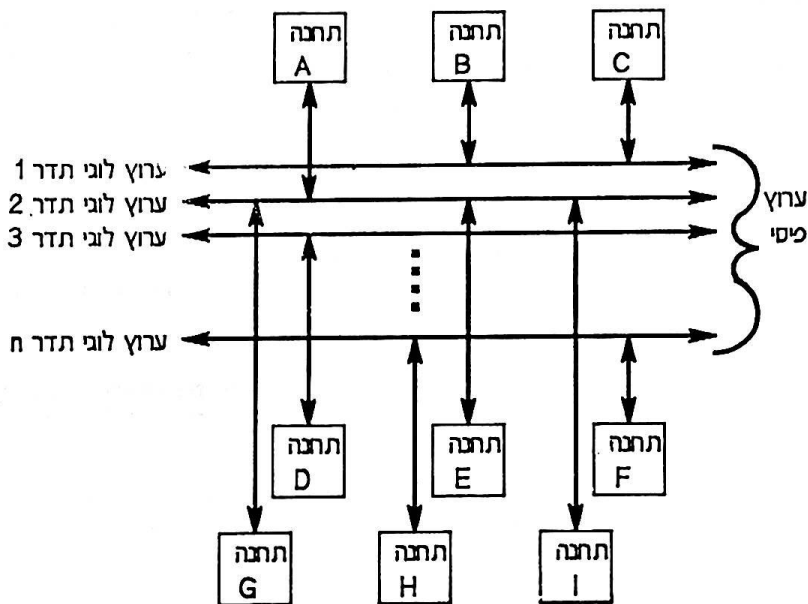 תחנה
A
תחנה
B
תחנה
C
ערוץ לוגי תדר 1
ערוץ לוגי תדר 2
ערוץ לוגי תדר 3
ערוץ
פיסי
ערוץ לוגי תדר n
תחנה
D
תחנה
E
תחנה
F
תחנה
G
תחנה
H
תחנה
I